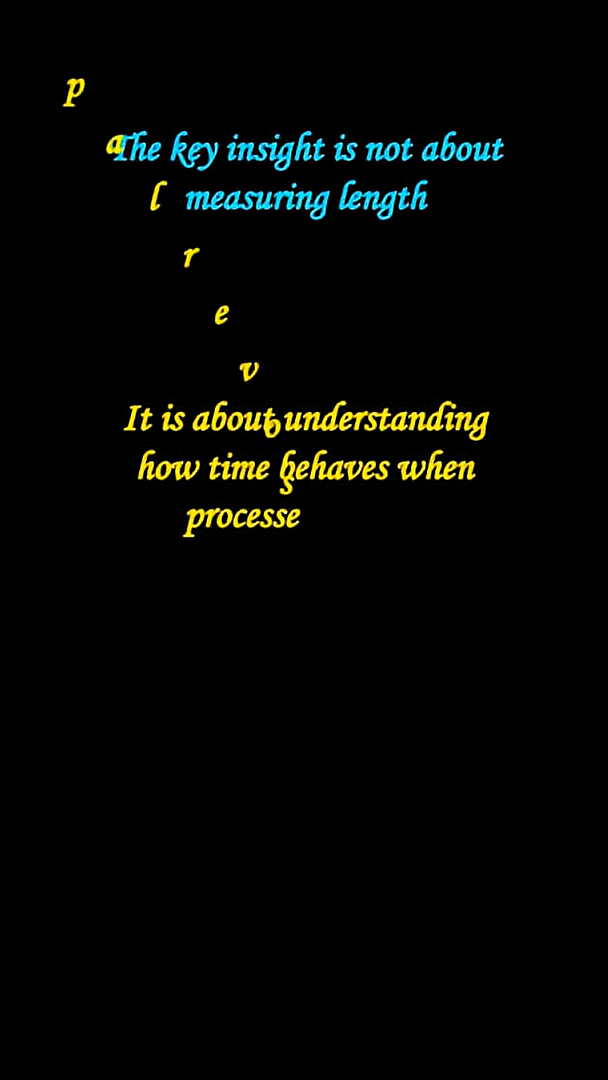 p
a
The key insight is not about
l
measuring length
r
e
v
It is about understanding
o
how time behaves when
s
processe